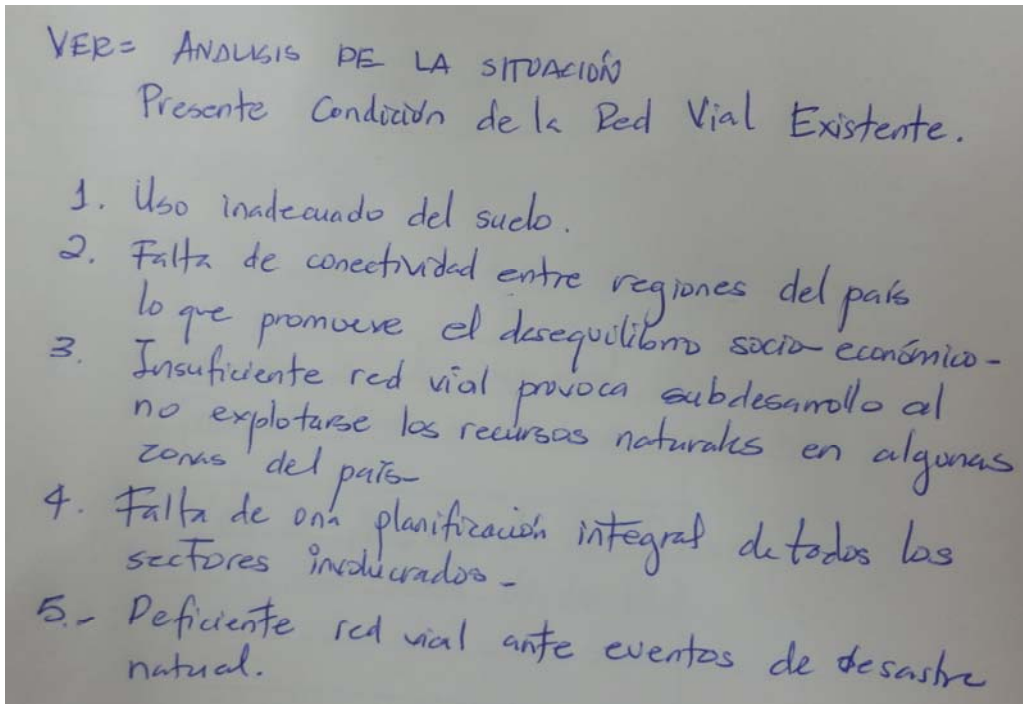 VER= ANALISIS DE LA SITUACIÓN
Presente Condición de la Red Vial Existente.
1. Uso inadecuado del suelo.
2. Falta de conectividad entre regiones del país
lo que promueve el desequilibrio socio-económico-
3. Insuficiente red vial provoca subdesarrollo al
no explotarse los recursos naturales en algunas
zonas del país-
4. Falta de una planificación integral de todos los
sectores involucrados-
5.- Deficiente red vial ante eventos de desastre
natural.